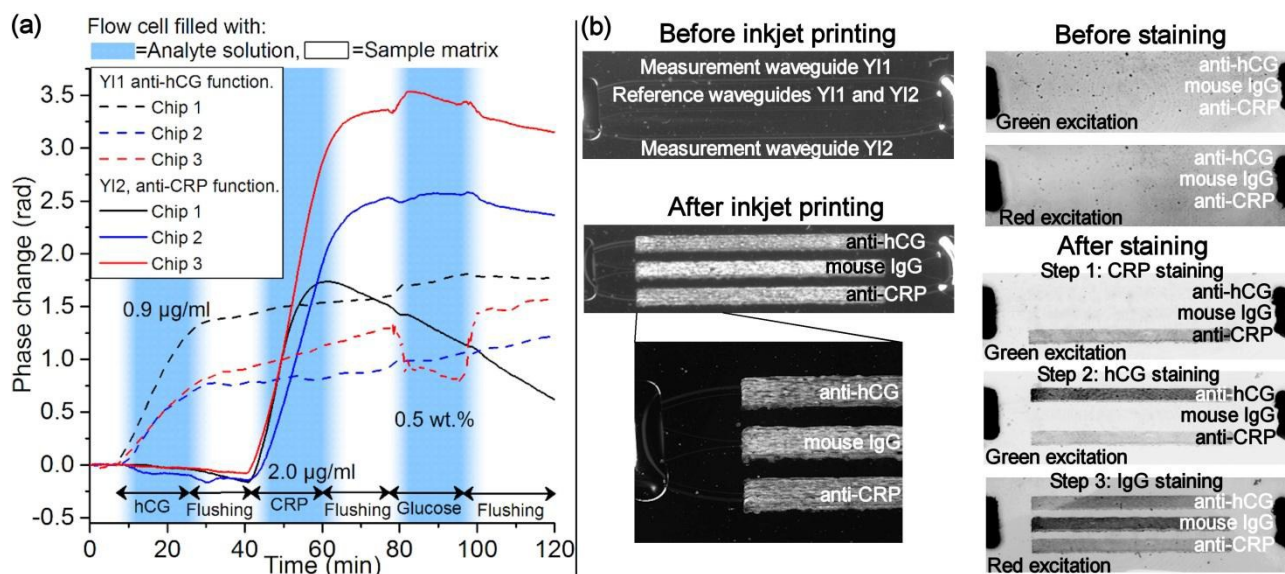 (a)
Flow cell filled with:
=Analyte solution, =Sample matrix
YI1 anti-hCG function.
Chip 1
Chip 2
Chip 3
YI2, anti-CRP function.
Chip 1
Chip 2
Chip 3
3.5
3.0
2.5
2.0
1.5
1.0
0.5
0.0
-0.5
Phase change (rad)
0.9 µg/ml
2.0 µg/ml
0.5 wt.%
hCG
Flushing
CRP
Flushing
Glucose
Flushing
0 20 40 60 80 100 120
Time (min)
(b)
Before inkjet printing
Measurement waveguide YI1
Reference waveguides YI1 and YI2
Measurement waveguide YI2
After inkjet printing
anti-hCG
mouse IgG
anti-CRP
anti-hCG
mouse IgG
anti-CRP
Before staining
anti-hCG
mouse IgG
anti-CRP
Green excitation
anti-hCG
mouse IgG
anti-CRP
Red excitation
After staining
Step 1: CRP staining
anti-hCG
mouse IgG
anti-CRP
Green excitation
Step 2: hCG staining
anti-hCG
mouse IgG
anti-CRP
Green excitation
Step 3: IgG staining
anti-hCG
mouse IgG
anti-CRP
Red excitation